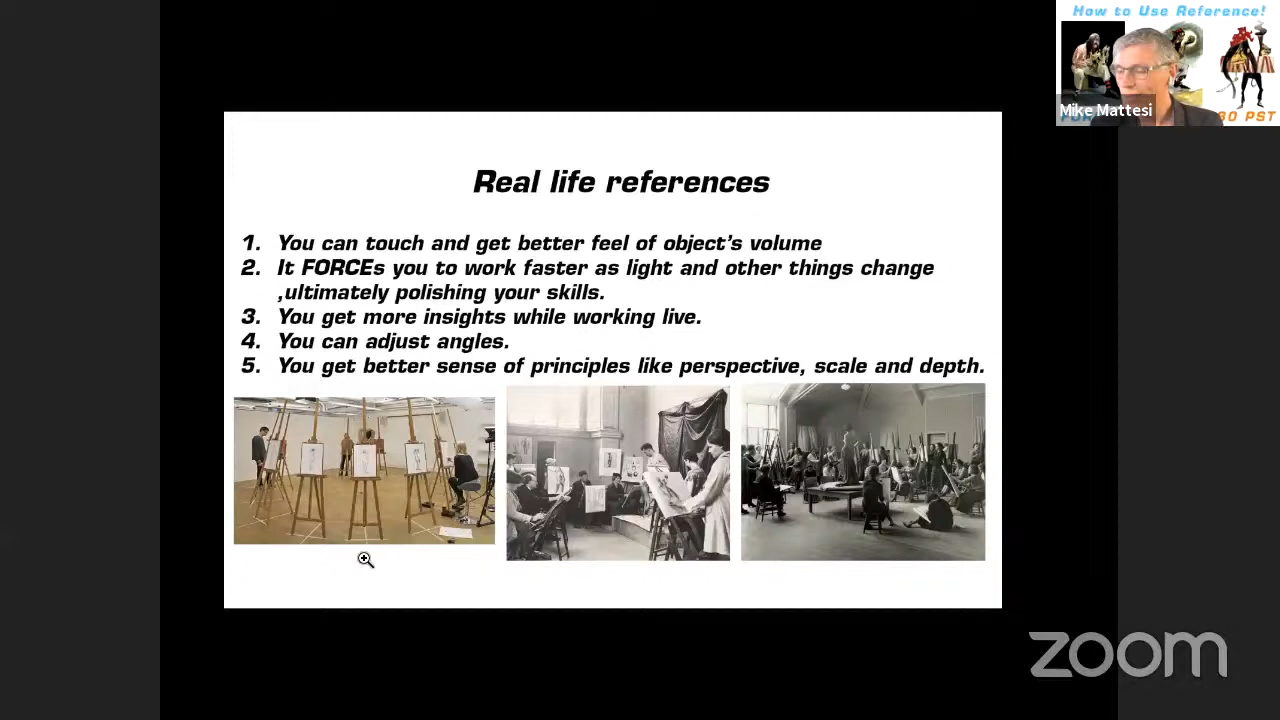 How to Use Reference!
Mike Mattesi
30 PST
Real life references
1. You can touch and get better feel of object's volume
2. It FORCEs you to work faster as light and other things change
,ultimately polishing your skills.
3. You get more insights while working live.
4. You can adjust angles.
5. You get better sense of principles like perspective, scale and depth.
zoom